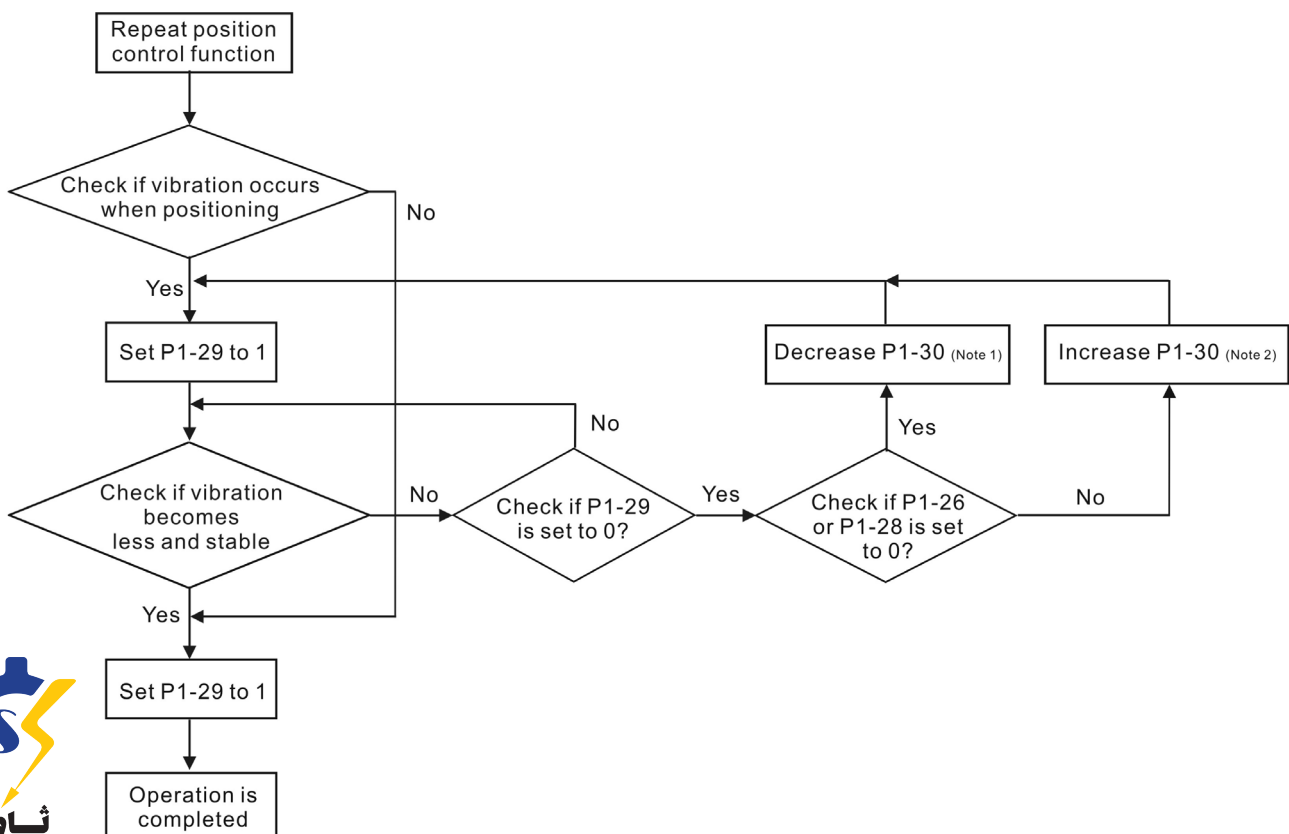 Repeat position
control function
Check if vibration occurs
when positioning
No
Yes
Set P1-29 to 1
Decrease P1-30 (Note 1)
Increase P1-30 (Note 2)
No
Yes
Check if vibration
becomes
less and stable
No
Check if P1-29
is set to 0?
Yes
Check if P1-26
or P1-28 is set
to 0?
No
Yes
Set P1-29 to 1
Operation is
completed